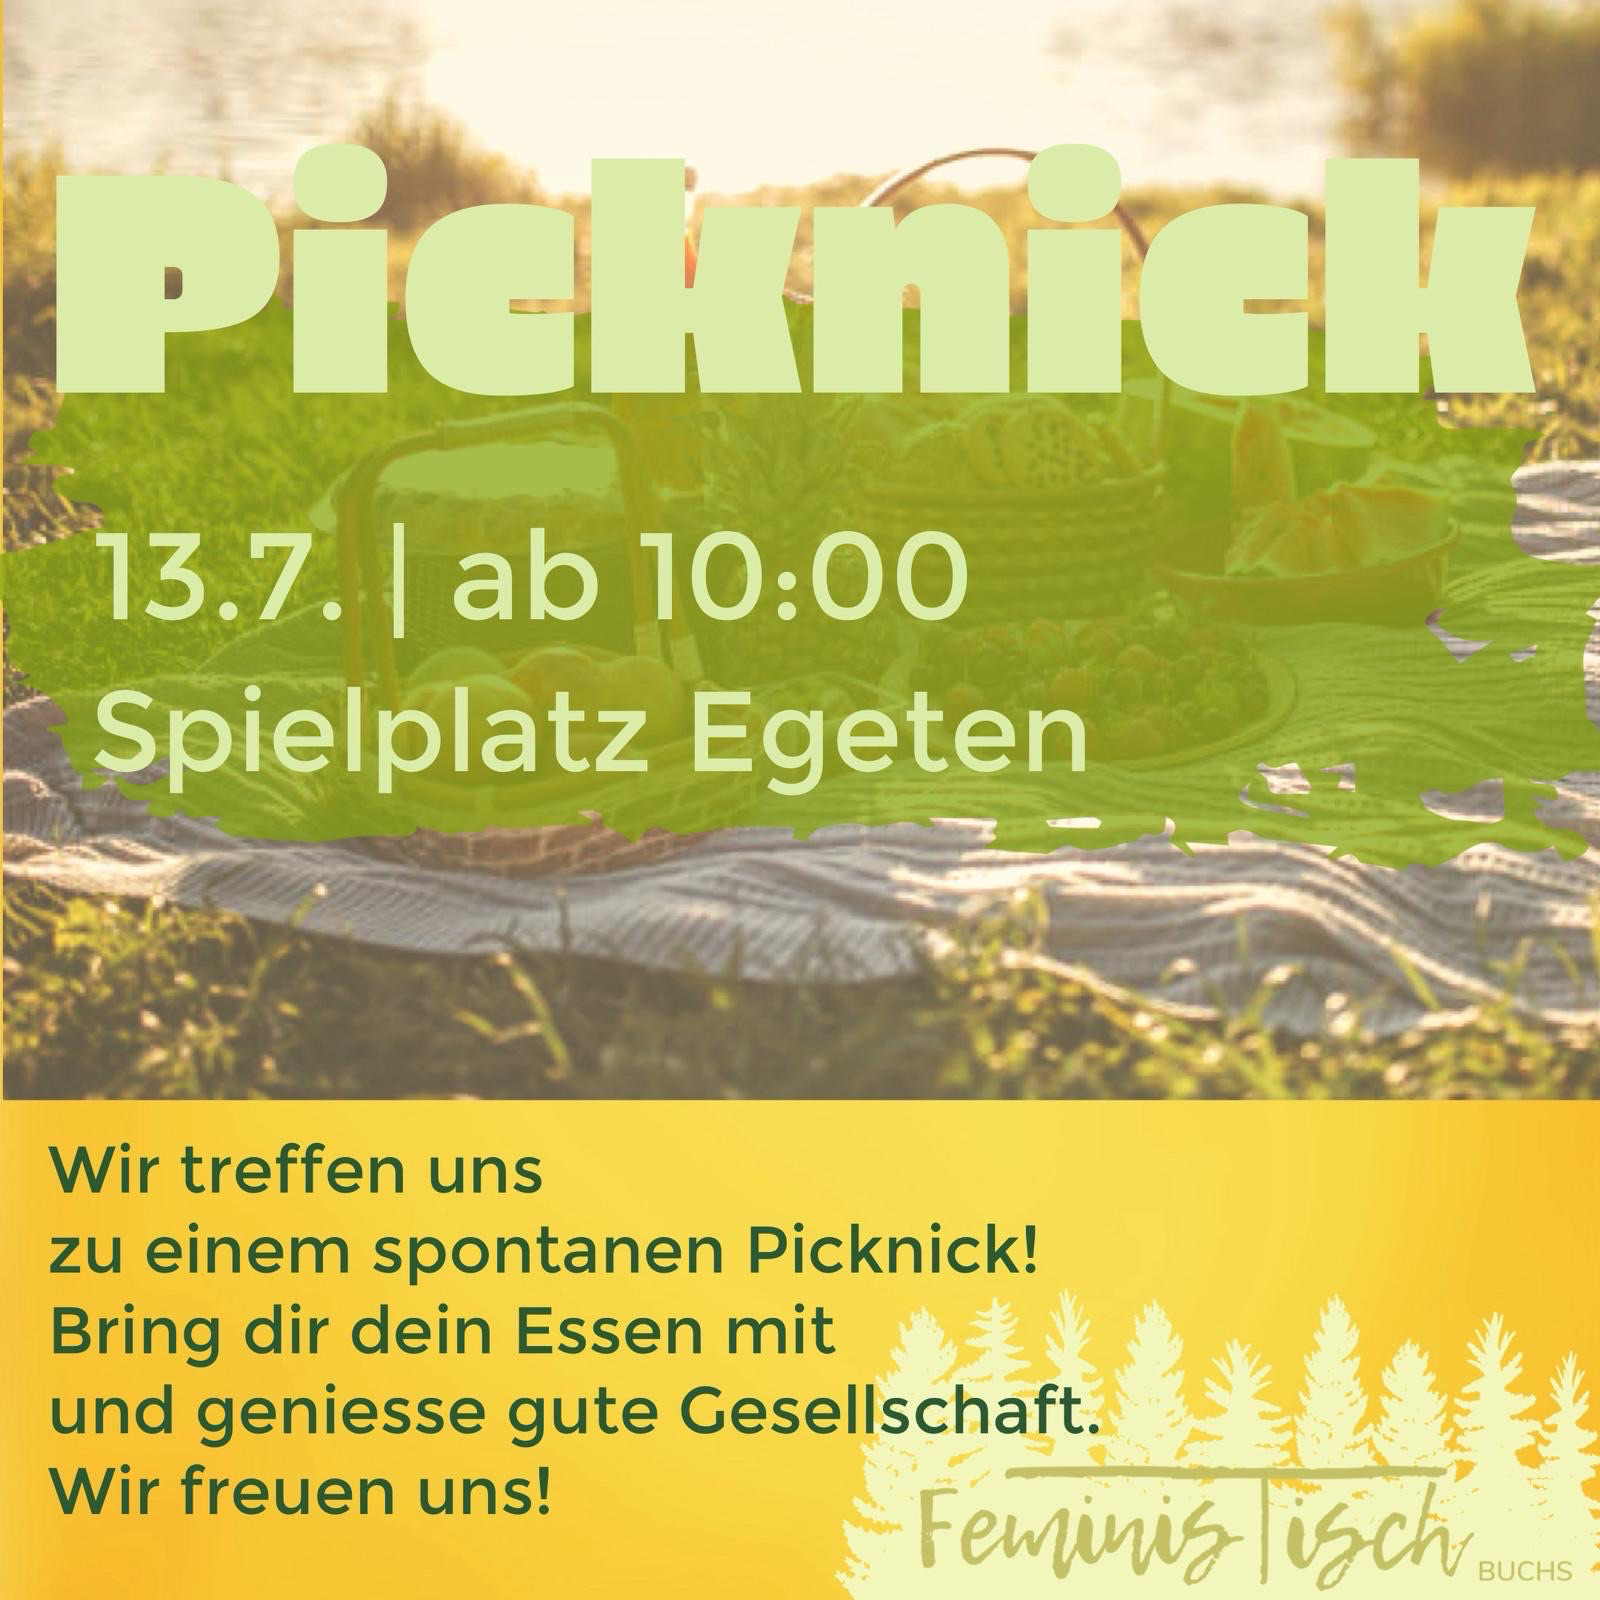 Picknick
13.7. | ab 10:00
Spielplatz Egeten
Wir treffen uns
zu einem spontanen Picknick!
Bring dir dein Essen mit
und geniesse gute Gesellschaft.
Wir freuen uns!
FeminisTisch
BUCHS